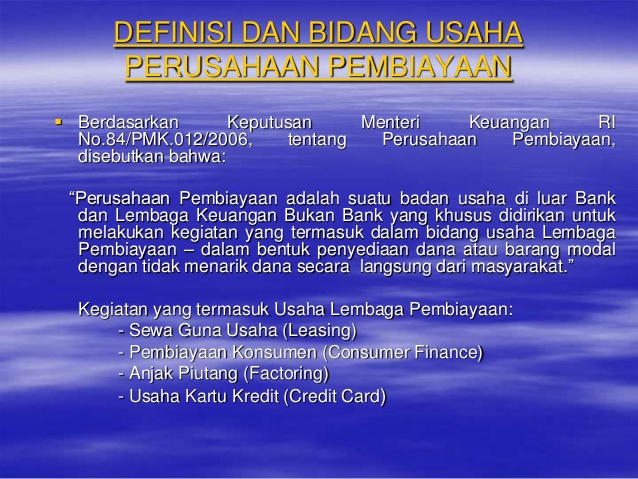 DEFINISI DAN BIDANG USAHA
PERUSAHAAN PEMBIAYAAN
▪ Berdasarkan Keputusan Menteri Keuangan RI
No.84/PMK.012/2006, tentang Perusahaan Pembiayaan,
disebutkan bahwa:
“Perusahaan Pembiayaan adalah suatu badan usaha di luar Bank
dan Lembaga Keuangan Bukan Bank yang khusus didirikan untuk
melakukan kegiatan yang termasuk dalam bidang usaha Lembaga
Pembiayaan – dalam bentuk penyediaan dana atau barang modal
dengan tidak menarik dana secara langsung dari masyarakat.”
Kegiatan yang termasuk Usaha Lembaga Pembiayaan:
- Sewa Guna Usaha (Leasing)
- Pembiayaan Konsumen (Consumer Finance)
- Anjak Piutang (Factoring)
- Usaha Kartu Kredit (Credit Card)